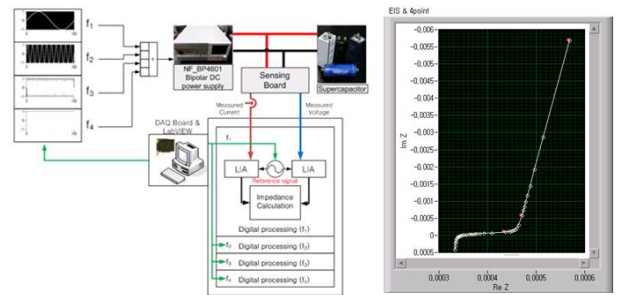 EIS & 4point
f₁
f₂
f₃
f₄
NF_BP4601
Bipolar DC
power supply
Sensing
Board
Supercapacitor
Measured
Current
Measured
Voltage
DAQ Board &
LabVIEW
f₁
LIA
LIA
Reference signal
Impedance
Calculation
Digital processing (f₁)
f₂
Digital processing (f₂)
f₃
Digital processing (f₃)
f₄
Digital processing (f₄)
Im Z
-0,006
-0,0055
-0,005
-0,0045
-0,004
-0,0035
-0,003
-0,0025
-0,002
-0,0015
-0,001
-0,0005
0
0,0005
0,0003
0,0004
0,0005
0,0006
Re Z